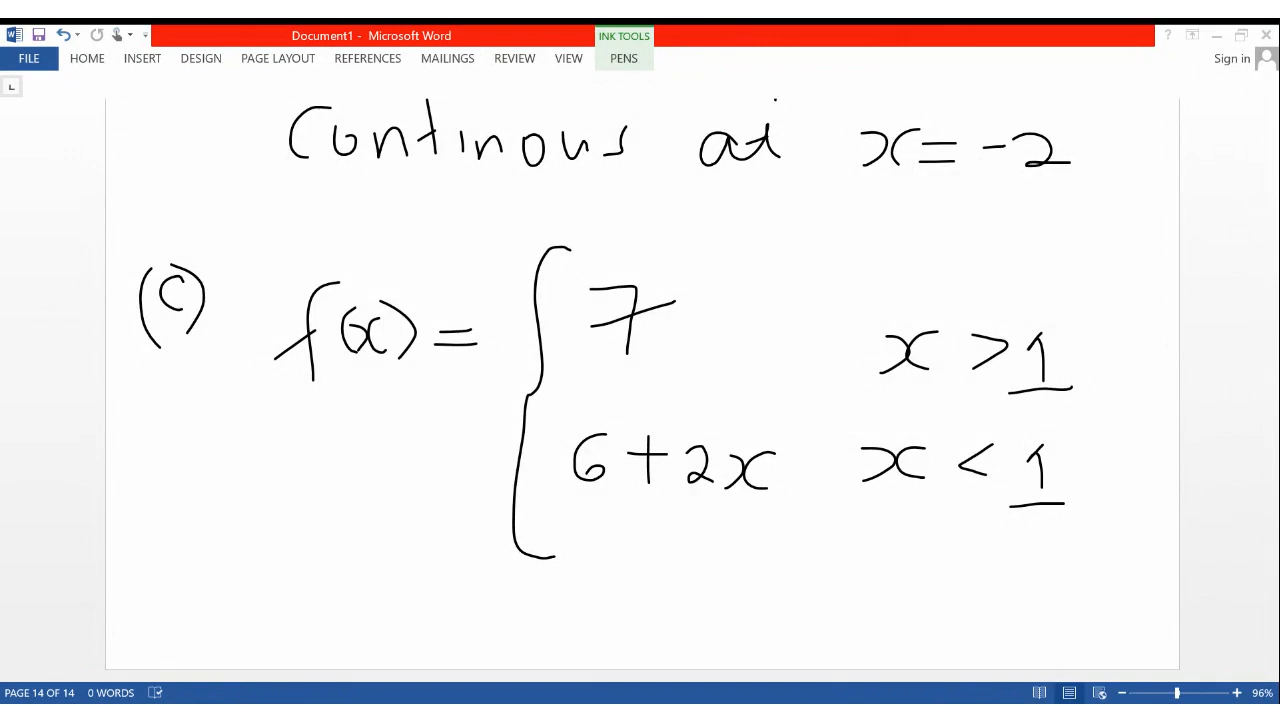 Document1 - Microsoft Word
INK TOOLS
FILE HOME INSERT DESIGN PAGE LAYOUT REFERENCES MAILINGS REVIEW VIEW PENS
Sign in
Continous at x = -2
(c) f(x) = { 7 x > 1
6 + 2x x < 1
PAGE 14 OF 14 0 WORDS
96%